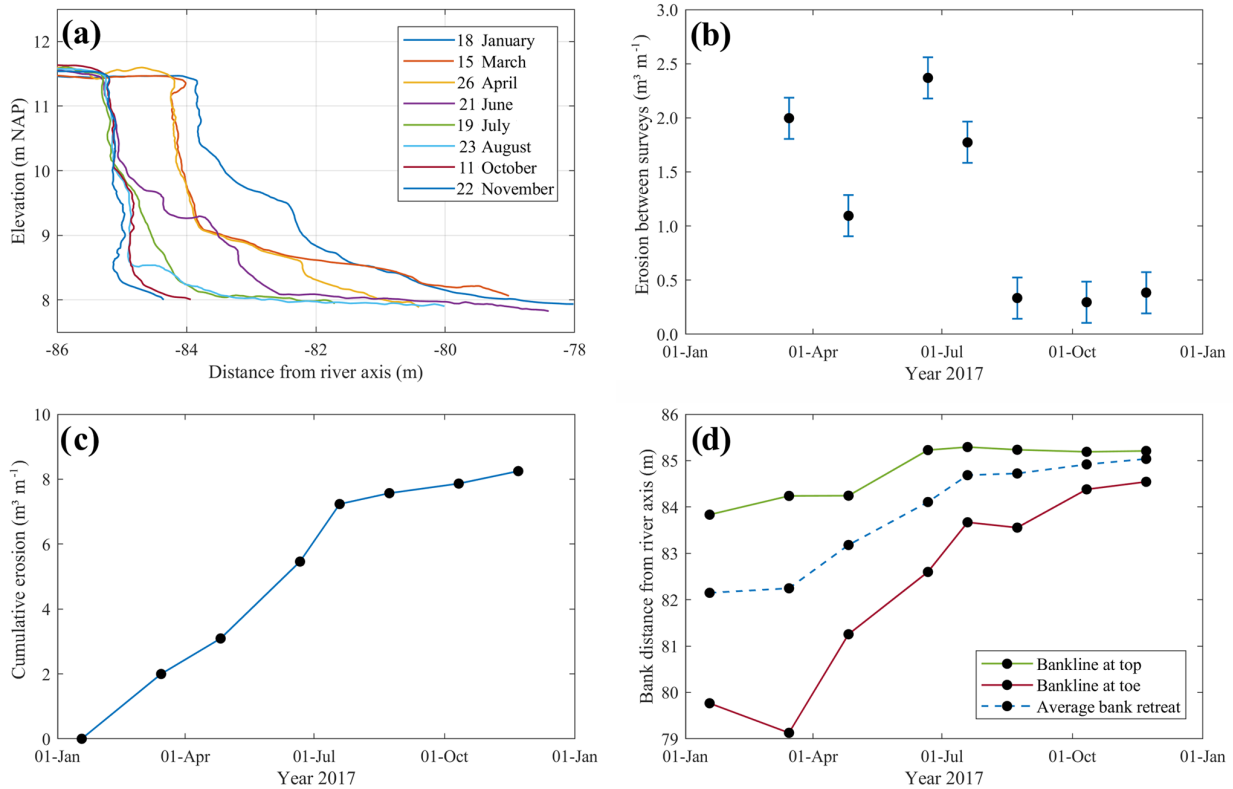 (a)
12
11
10
9
8
Elevation (m NAP)
-86
-84
-82
-80
-78
Distance from river axis (m)
18 January
15 March
26 April
21 June
19 July
23 August
11 October
22 November
(b)
3.0
2.5
2.0
1.5
1.0
0.5
0.0
Erosion between surveys (m³ m⁻¹)
01-Jan
01-Apr
01-Jul
01-Oct
01-Jan
Year 2017
(c)
10
8
6
4
2
0
Cumulative erosion (m³ m⁻¹)
01-Jan
01-Apr
01-Jul
01-Oct
01-Jan
Year 2017
(d)
86
85
84
83
82
81
80
79
Bank distance from river axis (m)
01-Jan
01-Apr
01-Jul
01-Oct
01-Jan
Year 2017
Bankline at top
Bankline at toe
Average bank retreat